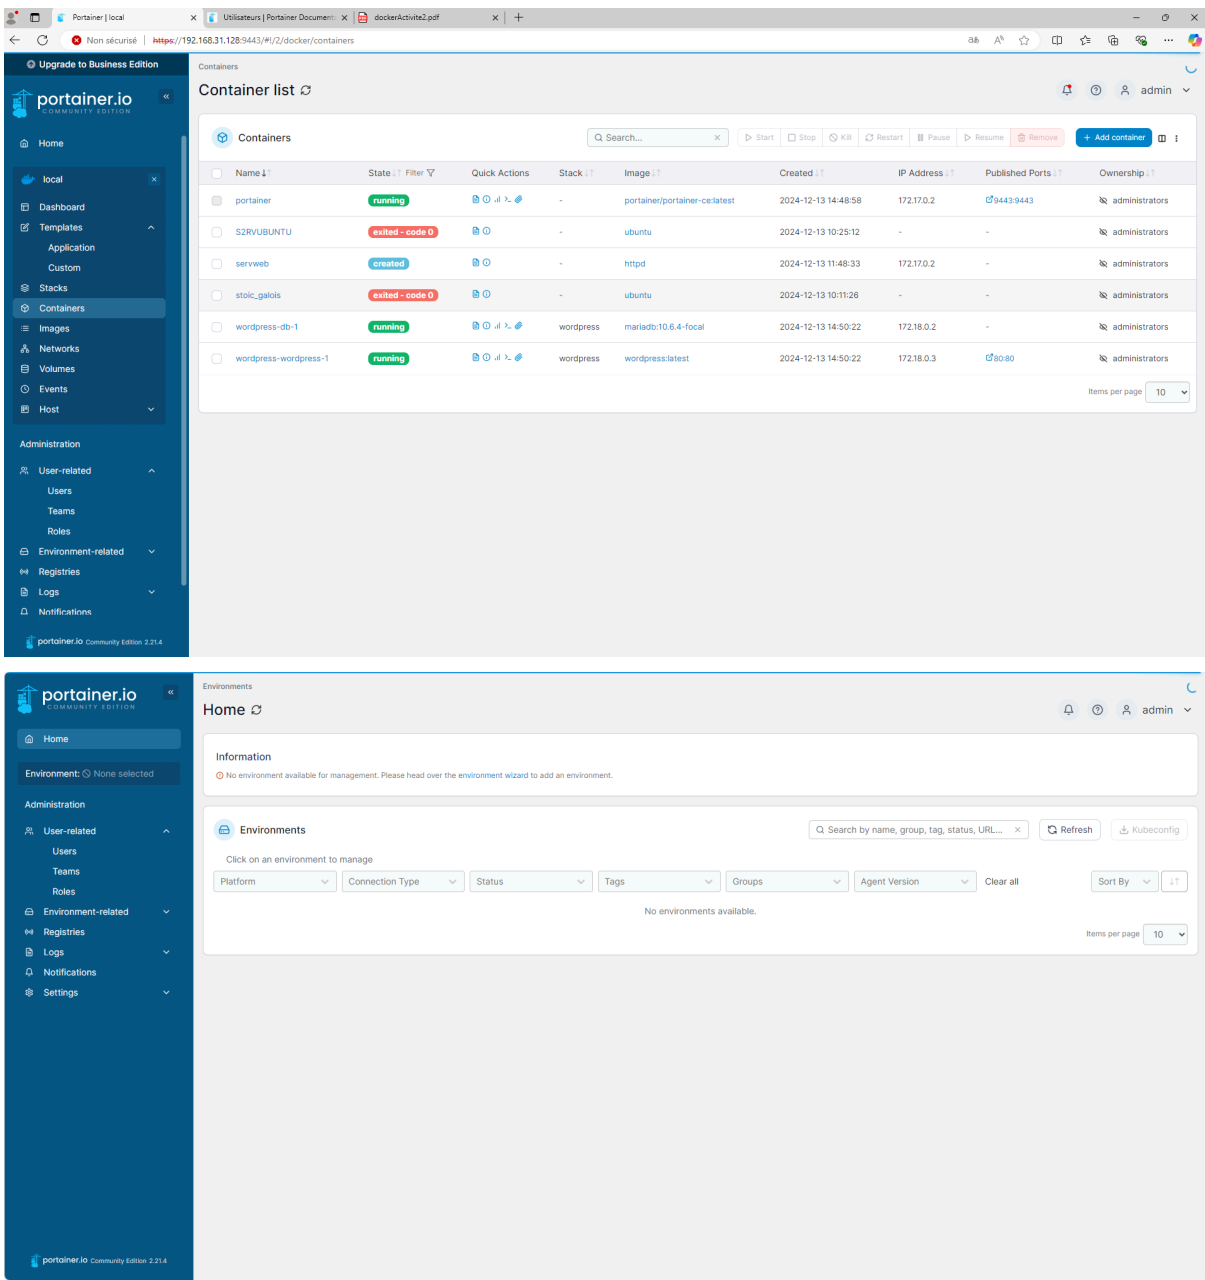 Portainer | local
Utilisateurs | Portainer Document
dockerActivite2.pdf
Non sécurisé | https://192.168.31.128:9443/#!/2/docker/containers
Upgrade to Business Edition
portainer.io
COMMUNITY EDITION
Home
local
Dashboard
Templates
Application
Custom
Stacks
Containers
Images
Networks
Volumes
Events
Host
Administration
User-related
Users
Teams
Roles
Environment-related
Registries
Logs
Notifications
portainer.io Community Edition 2.21.4
Containers
Container list
admin
Containers
Search...
Start Stop Kill Restart Pause Resume Remove + Add container
Name State Filter Quick Actions Stack Image Created IP Address Published Ports Ownership
portainer running - portainer/portainer-ce:latest 2024-12-13 14:48:58 172.17.0.2 9443:9443 administrators
S2RVUBUNTU exited - code 0 - ubuntu 2024-12-13 10:25:12 - - administrators
servweb created - httpd 2024-12-13 11:48:33 172.17.0.2 - administrators
stoic_galois exited - code 0 - ubuntu 2024-12-13 10:11:26 - - administrators
wordpress-db-1 running wordpress mariadb:10.6.4-focal 2024-12-13 14:50:22 172.18.0.2 - administrators
wordpress-wordpress-1 running wordpress wordpress:latest 2024-12-13 14:50:22 172.18.0.3 80:80 administrators
Items per page 10
portainer.io
COMMUNITY EDITION
Home
Environment: None selected
Administration
User-related
Users
Teams
Roles
Environment-related
Registries
Logs
Notifications
Settings
portainer.io Community Edition 2.21.4
Environments
Home
admin
Information
No environment available for management. Please head over the environment wizard to add an environment.
Environments
Search by name, group, tag, status, URL...
Refresh
Kubeconfig
Click on an environment to manage
Platform Connection Type Status Tags Groups Agent Version Clear all Sort By
No environments available.
Items per page 10